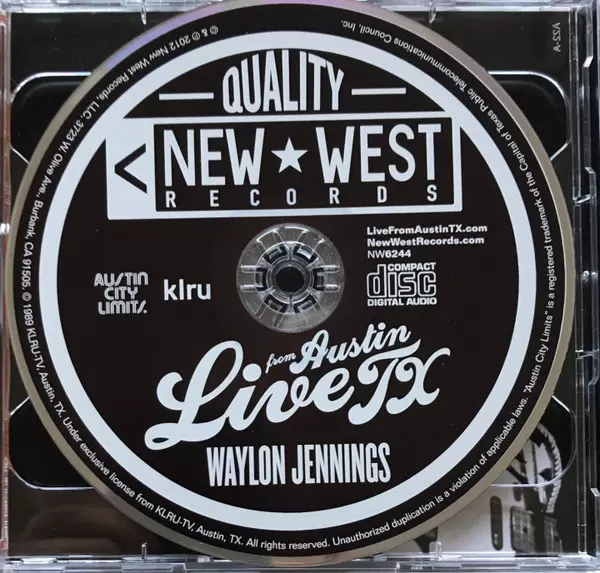 QUALITY
NEW★WEST
RECORDS
LiveFromAustinTX.com
NewWestRecords.com
NW6244
AUSTIN
CITY
LIMITS.
klru
COMPACT
disc
DIGITAL AUDIO
from Austin
Live TX
WAYLON JENNINGS
© & ℗ 2012 New West Records, LLC, 3723 W. Olive Ave., Burbank, CA 91505. © 1989 KLRU-TV, Austin, TX. Under exclusive license from KLRU-TV, Austin, TX. All rights reserved. Unauthorized duplication is a violation of applicable laws. "Austin City Limits" is a registered trademark of the Capital of Texas Public Telecommunications Council, Inc.
A22-A